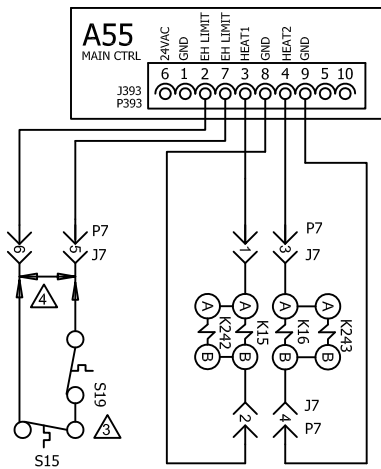 A55
MAIN CTRL
24VAC
GND
EH LIMIT
EH LIMIT
HEAT1
GND
HEAT2
GND
6 1 2 7 3 8 4 9 5 10
J393
P393
6
5
P7
J7
1
3
P7
J7
4
A
A
A
A
K242
K15
K16
K243
B
B
B
B
S19
3
S15
2
4
J7
P7